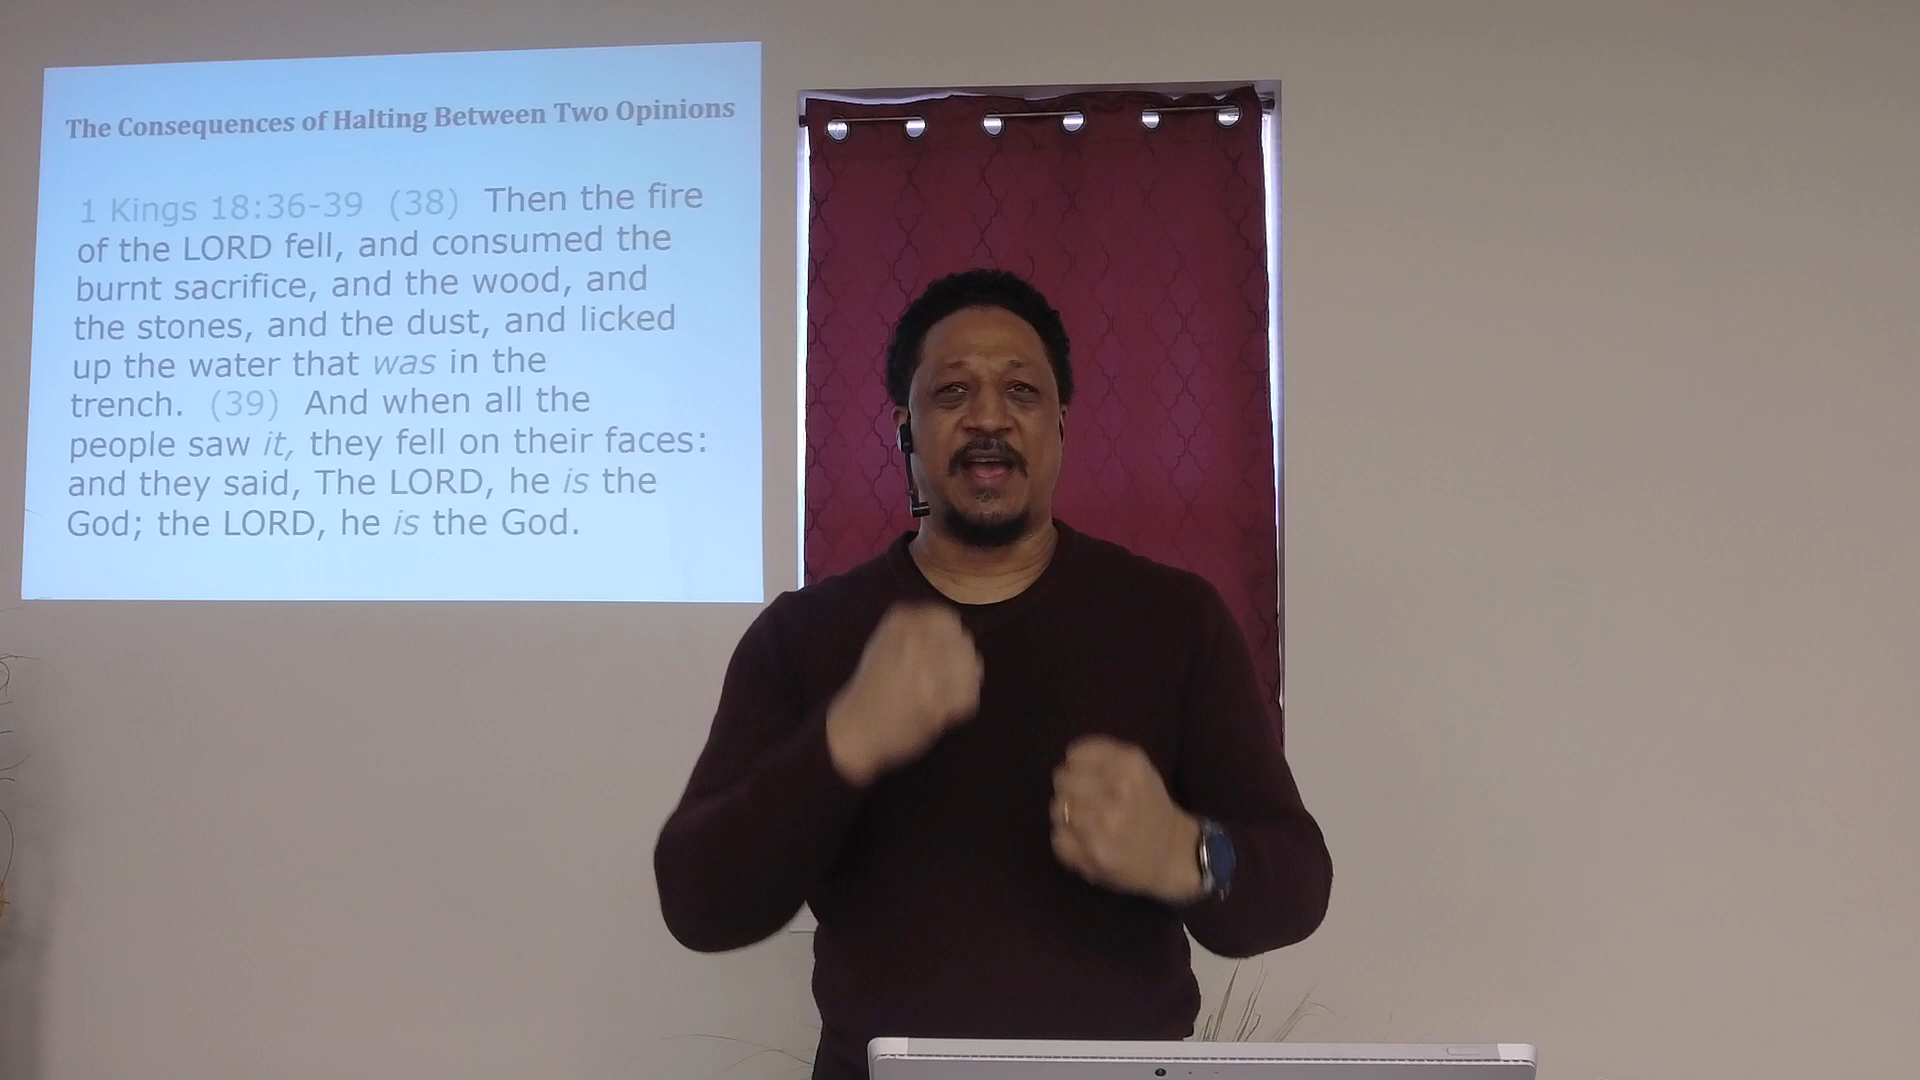 The Consequences of Halting Between Two Opinions
1 Kings 18:36-39 (38) Then the fire
of the LORD fell, and consumed the
burnt sacrifice, and the wood, and
the stones, and the dust, and licked
up the water that was in the
trench. (39) And when all the
people saw it, they fell on their faces:
and they said, The LORD, he is the
God; the LORD, he is the God.